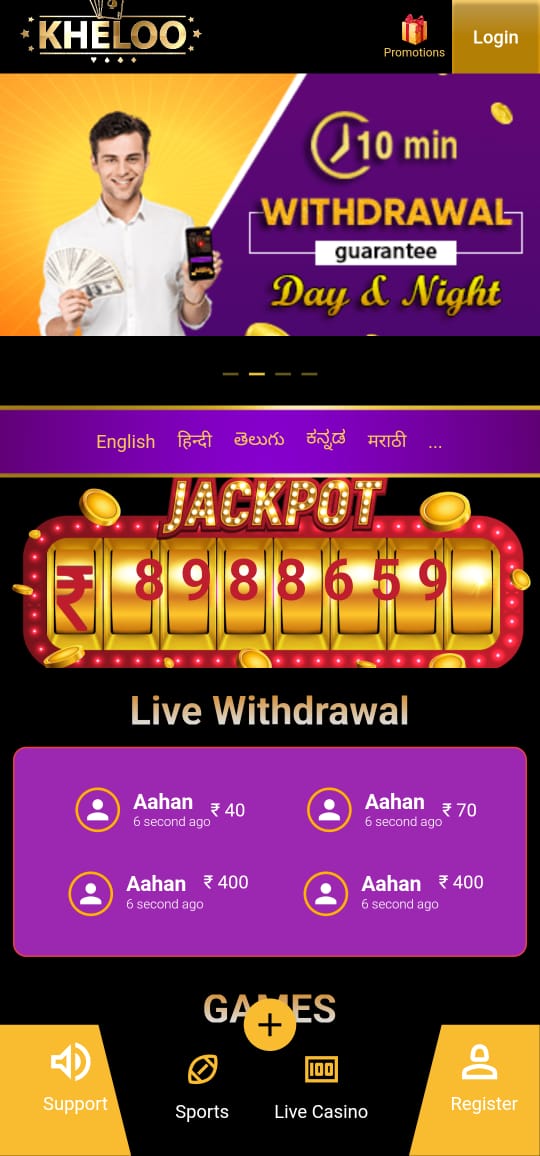 KHELOO
Promotions
Login
10 min
WITHDRAWAL
guarantee
Day & Night
English हिन्दी తెలుగు ಕನ್ನಡ मराठी ...
JACKPOT
₹ 8988659
Live Withdrawal
Aahan ₹ 40
6 second ago
Aahan ₹ 70
6 second ago
Aahan ₹ 400
6 second ago
Aahan ₹ 400
6 second ago
GAMES
+
Support
Sports
100
Live Casino
Register